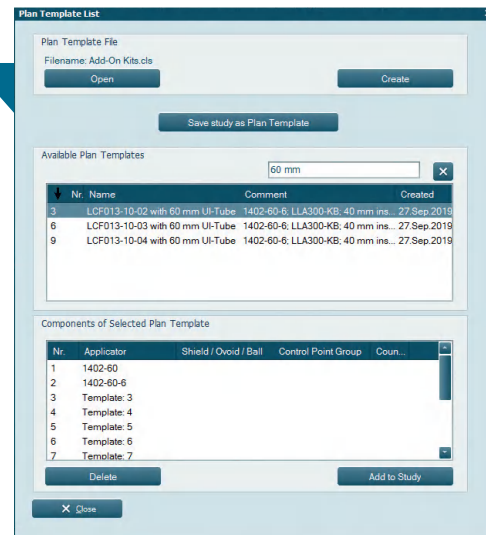 Plan Template List
Plan Template File
Filename: Add-On Kits.cls
Open Create
Save study as Plan Template
Available Plan Templates
60 mm
Nr. Name Comment Created
3 LCF013-10-02 with 60 mm UI-Tube 1402-60-6; LLA300-KB; 40 mm ins... 27.Sep.2019
6 LCF013-10-03 with 60 mm UI-Tube 1402-60-6; LLA300-KB; 40 mm ins... 27.Sep.2019
9 LCF013-10-04 with 60 mm UI-Tube 1402-60-6; LLA300-KB; 40 mm ins... 27.Sep.2019
Components of Selected Plan Template
Nr. Applicator Shield / Ovoid / Ball Control Point Group Coun...
1 1402-60
2 1402-60-6
3 Template: 3
4 Template: 4
5 Template: 5
6 Template: 6
7 Template: 7
Delete Add to Study
X Close